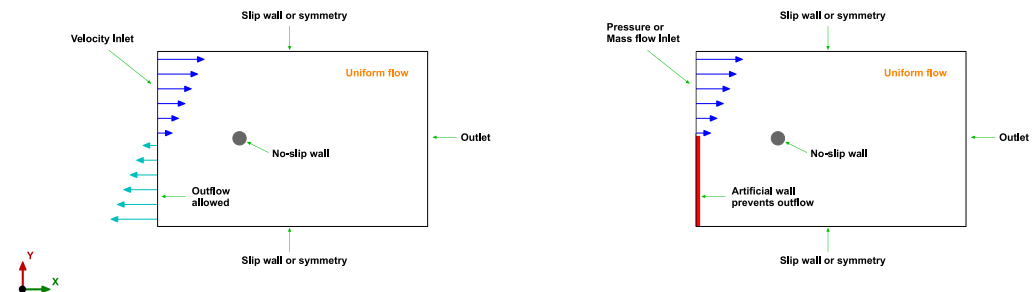 Slip wall or symmetry
Velocity Inlet
Uniform flow
No-slip wall
Outflow
allowed
Outlet
Slip wall or symmetry
Y
X
Slip wall or symmetry
Pressure or
Mass flow Inlet
Uniform flow
No-slip wall
Artificial wall
prevents outflow
Outlet
Slip wall or symmetry